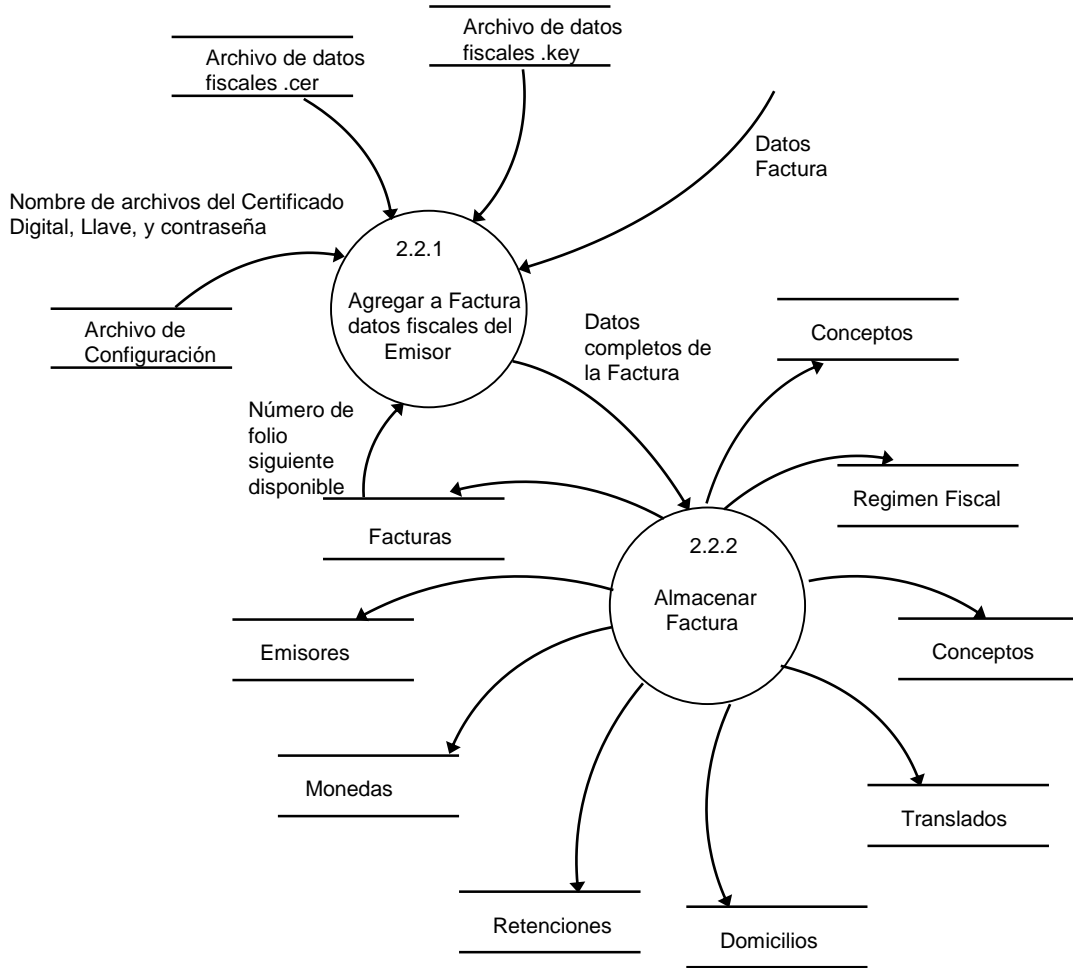 Archivo de datos
fiscales .key
Archivo de datos
fiscales .cer
Datos
Factura
Nombre de archivos del Certificado
Digital, Llave, y contraseña
2.2.1
Agregar a Factura
datos fiscales del
Emisor
Archivo de
Configuración
Datos
completos de
la Factura
Conceptos
Número de
folio
siguiente
disponible
Regimen Fiscal
Facturas
2.2.2
Almacenar
Factura
Emisores
Conceptos
Monedas
Translados
Retenciones
Domicilios